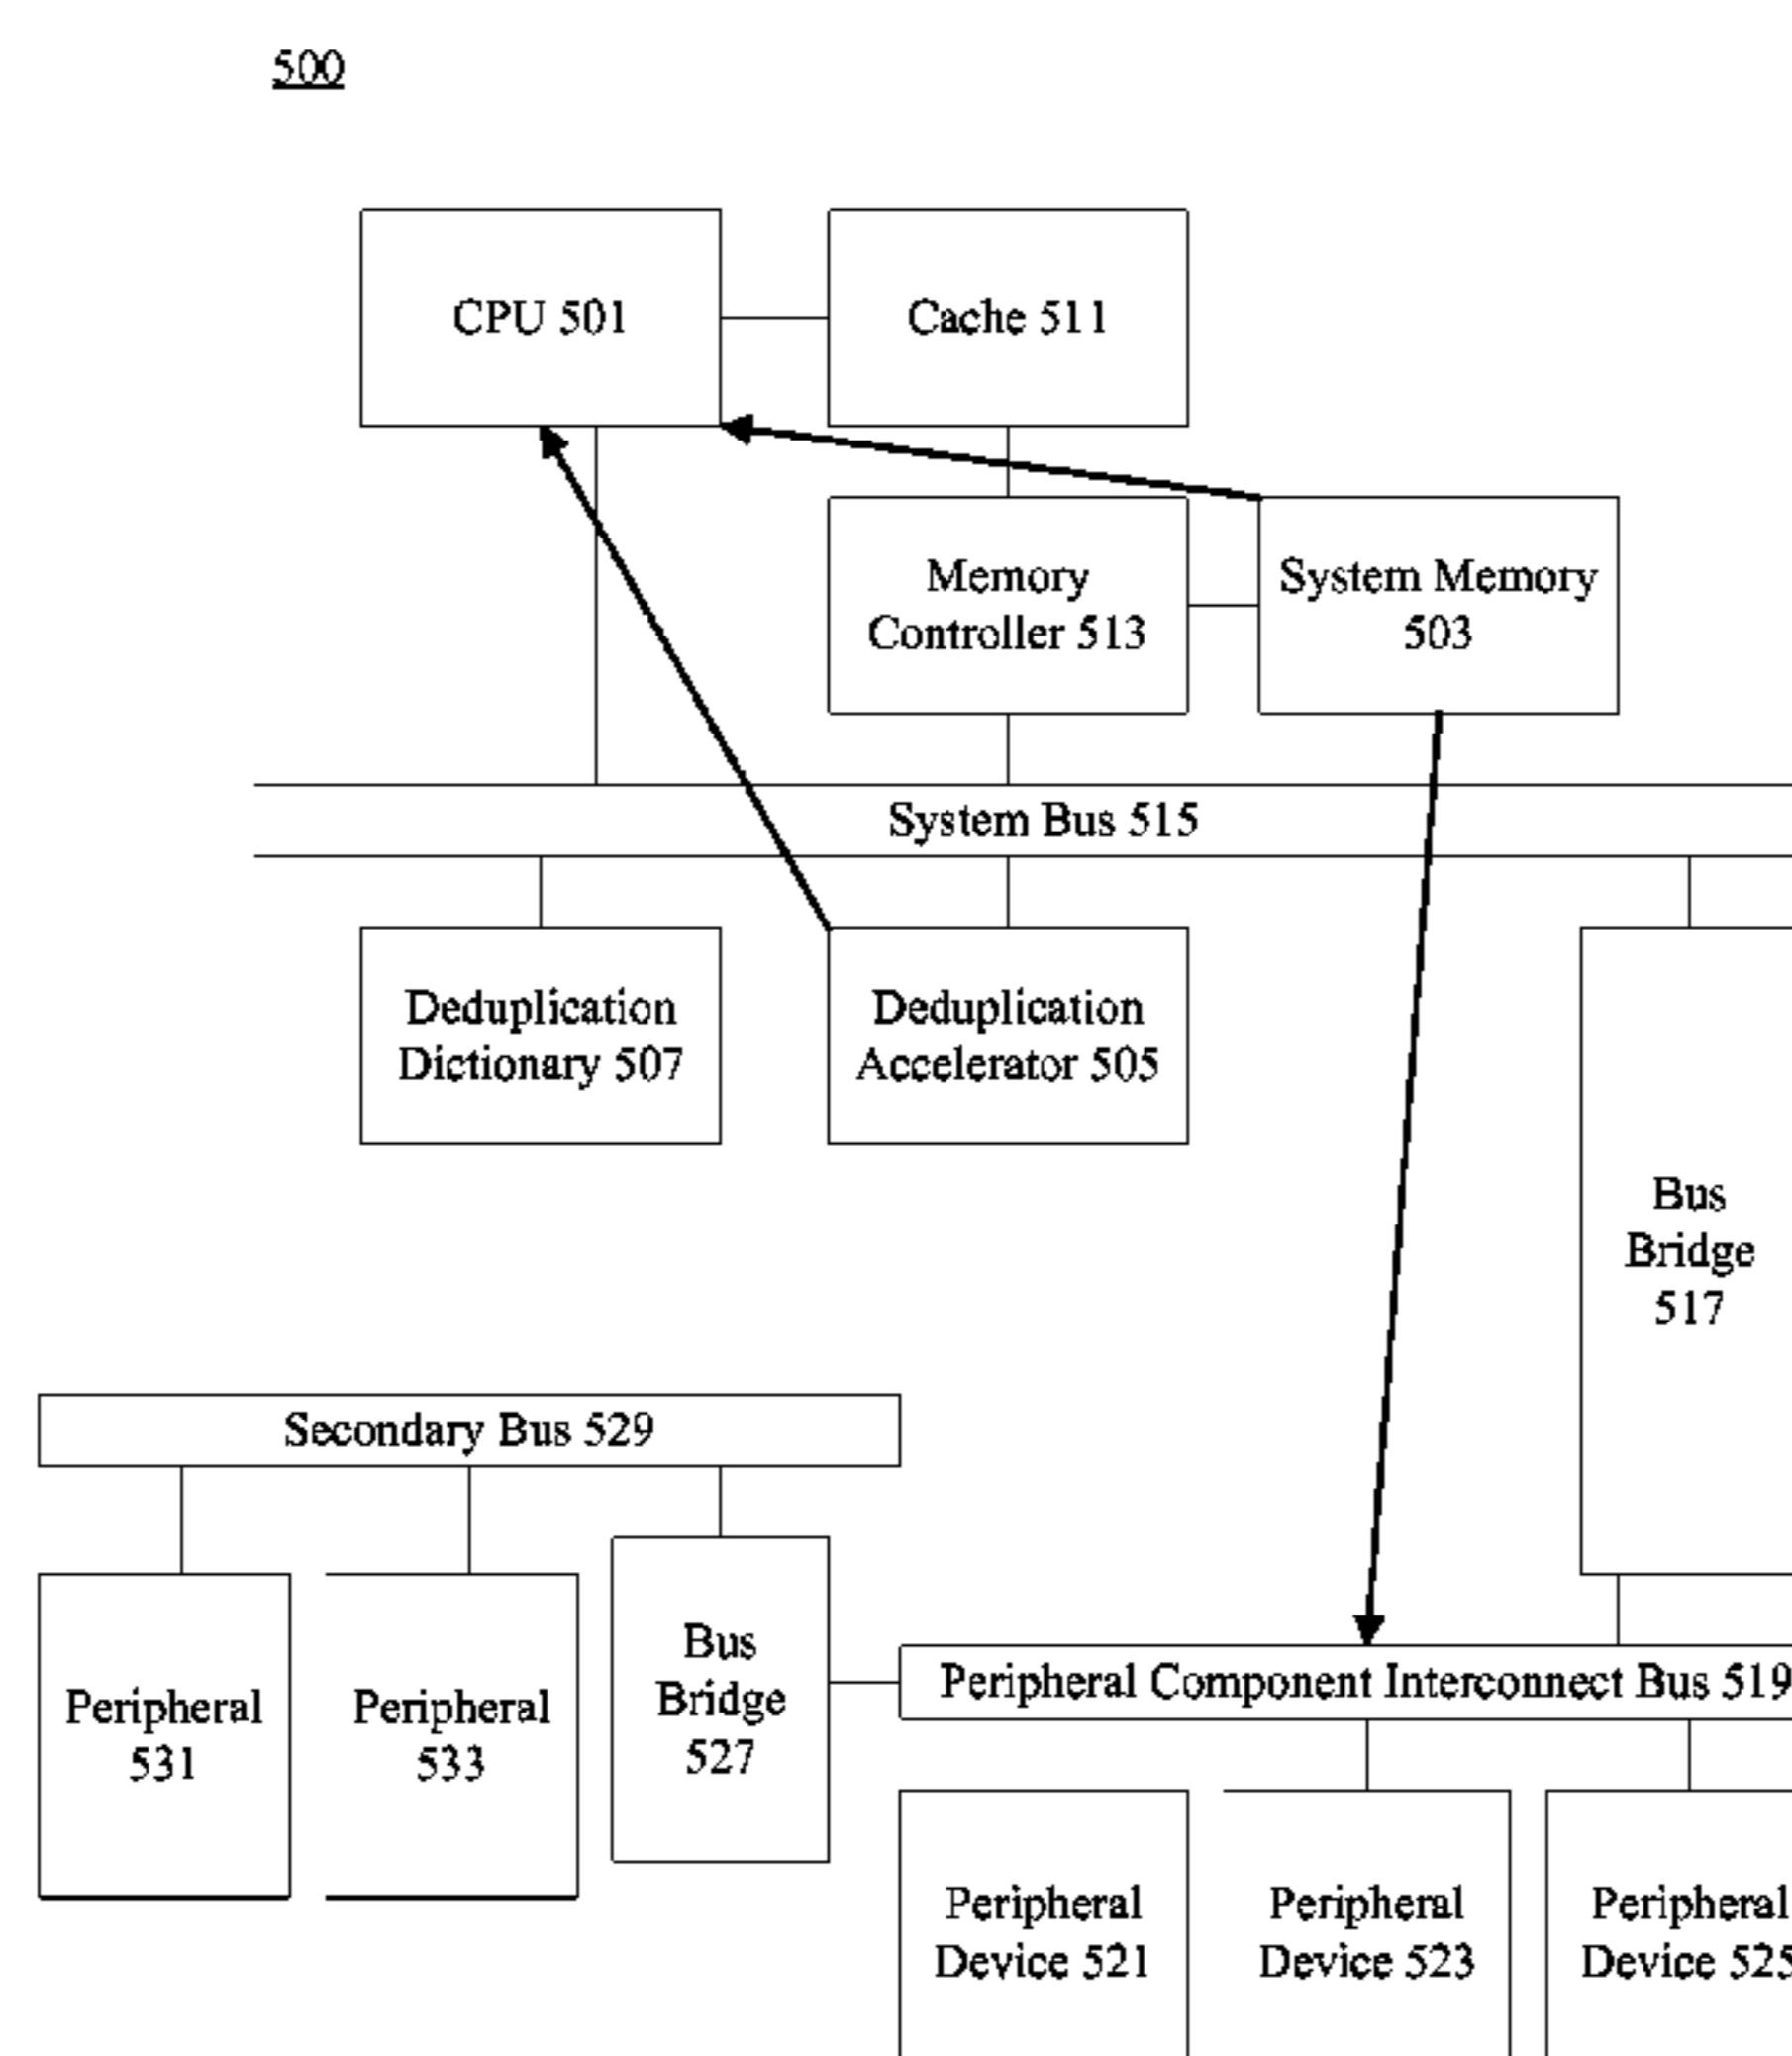 500
CPU 501
Cache 511
Memory
Controller 513
System Memory
503
System Bus 515
Deduplication
Dictionary 507
Deduplication
Accelerator 505
Bus
Bridge
517
Secondary Bus 529
Peripheral
531
Peripheral
533
Bus
Bridge
527
Peripheral Component Interconnect Bus 519
Peripheral
Device 521
Peripheral
Device 523
Peripheral
Device 525